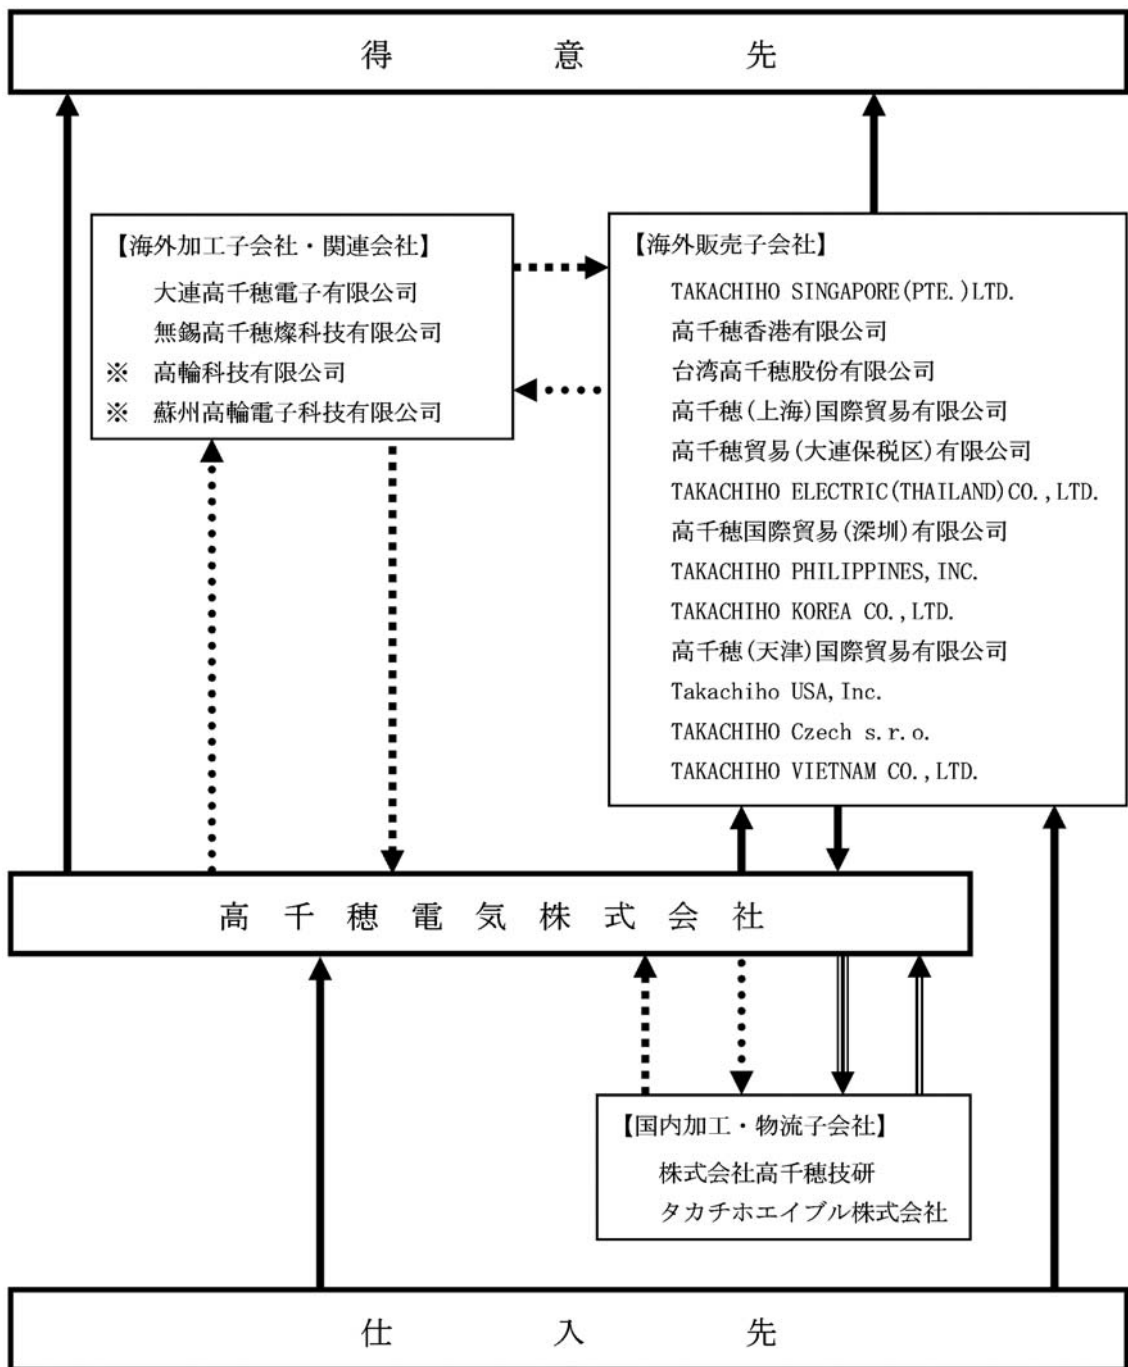 得意先
【海外加工子会社・関連会社】
大連高千穂電子有限公司
無錫高千穂燦科技有限公司
※ 高輪科技有限公司
※ 蘇州高輪電子科技有限公司
【海外販売子会社】
TAKACHIHO SINGAPORE(PTE.)LTD.
高千穂香港有限公司
台湾高千穂股份有限公司
高千穂(上海)国際貿易有限公司
高千穂貿易(大連保税区)有限公司
TAKACHIHO ELECTRIC(THAILAND)CO.,LTD.
高千穂国際貿易(深圳)有限公司
TAKACHIHO PHILIPPINES,INC.
TAKACHIHO KOREA CO.,LTD.
高千穂(天津)国際貿易有限公司
Takachiho USA,Inc.
TAKACHIHO Czech s.r.o.
TAKACHIHO VIETNAM CO.,LTD.
高千穂電気株式会社
【国内加工・物流子会社】
株式会社高千穂技研
タカチホエイブル株式会社
仕入先